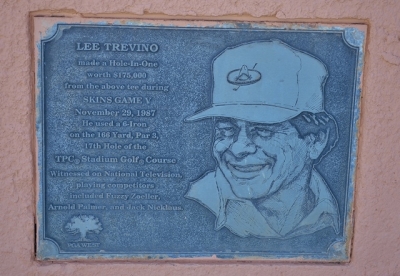 LEE TREVINO
made a Hole-In-One
worth $175,000
from the above tee during
SKINS GAME V
November 29, 1987
He used a 6-Iron
on the 166 Yard, Par 3,
17th Hole of the
TPC® Stadium Golf® Course
Witnessed on National Television,
playing competitors
included Fuzzy Zoeller,
Arnold Palmer, and Jack Nicklaus.
PGA WEST